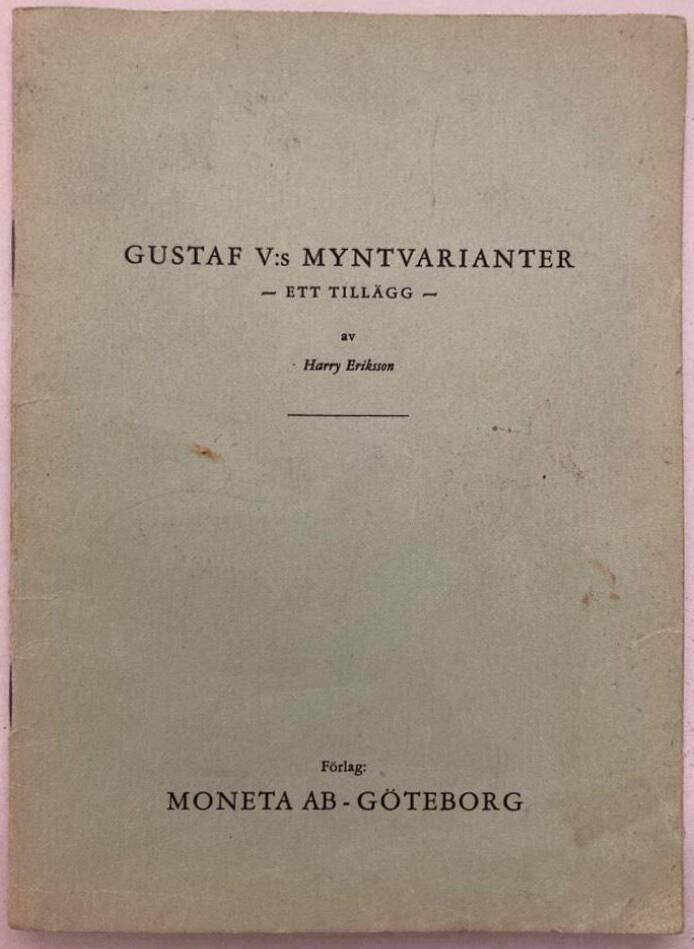 GUSTAF V:s MYNTVARIANTER
— ETT TILLÄGG —
av
Harry Eriksson
Förlag:
MONETA AB - GÖTEBORG